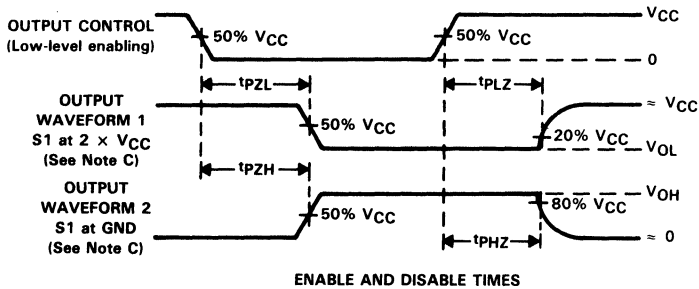 OUTPUT CONTROL
(Low-level enabling)
50% VCC
50% VCC
VCC
0
tPZL
tPLZ
OUTPUT
WAVEFORM 1
S1 at 2 × VCC
(See Note C)
50% VCC
20% VCC
≈ VCC
VOL
tPZH
OUTPUT
WAVEFORM 2
S1 at GND
(See Note C)
50% VCC
80% VCC
VOH
≈ 0
tPHZ
ENABLE AND DISABLE TIMES